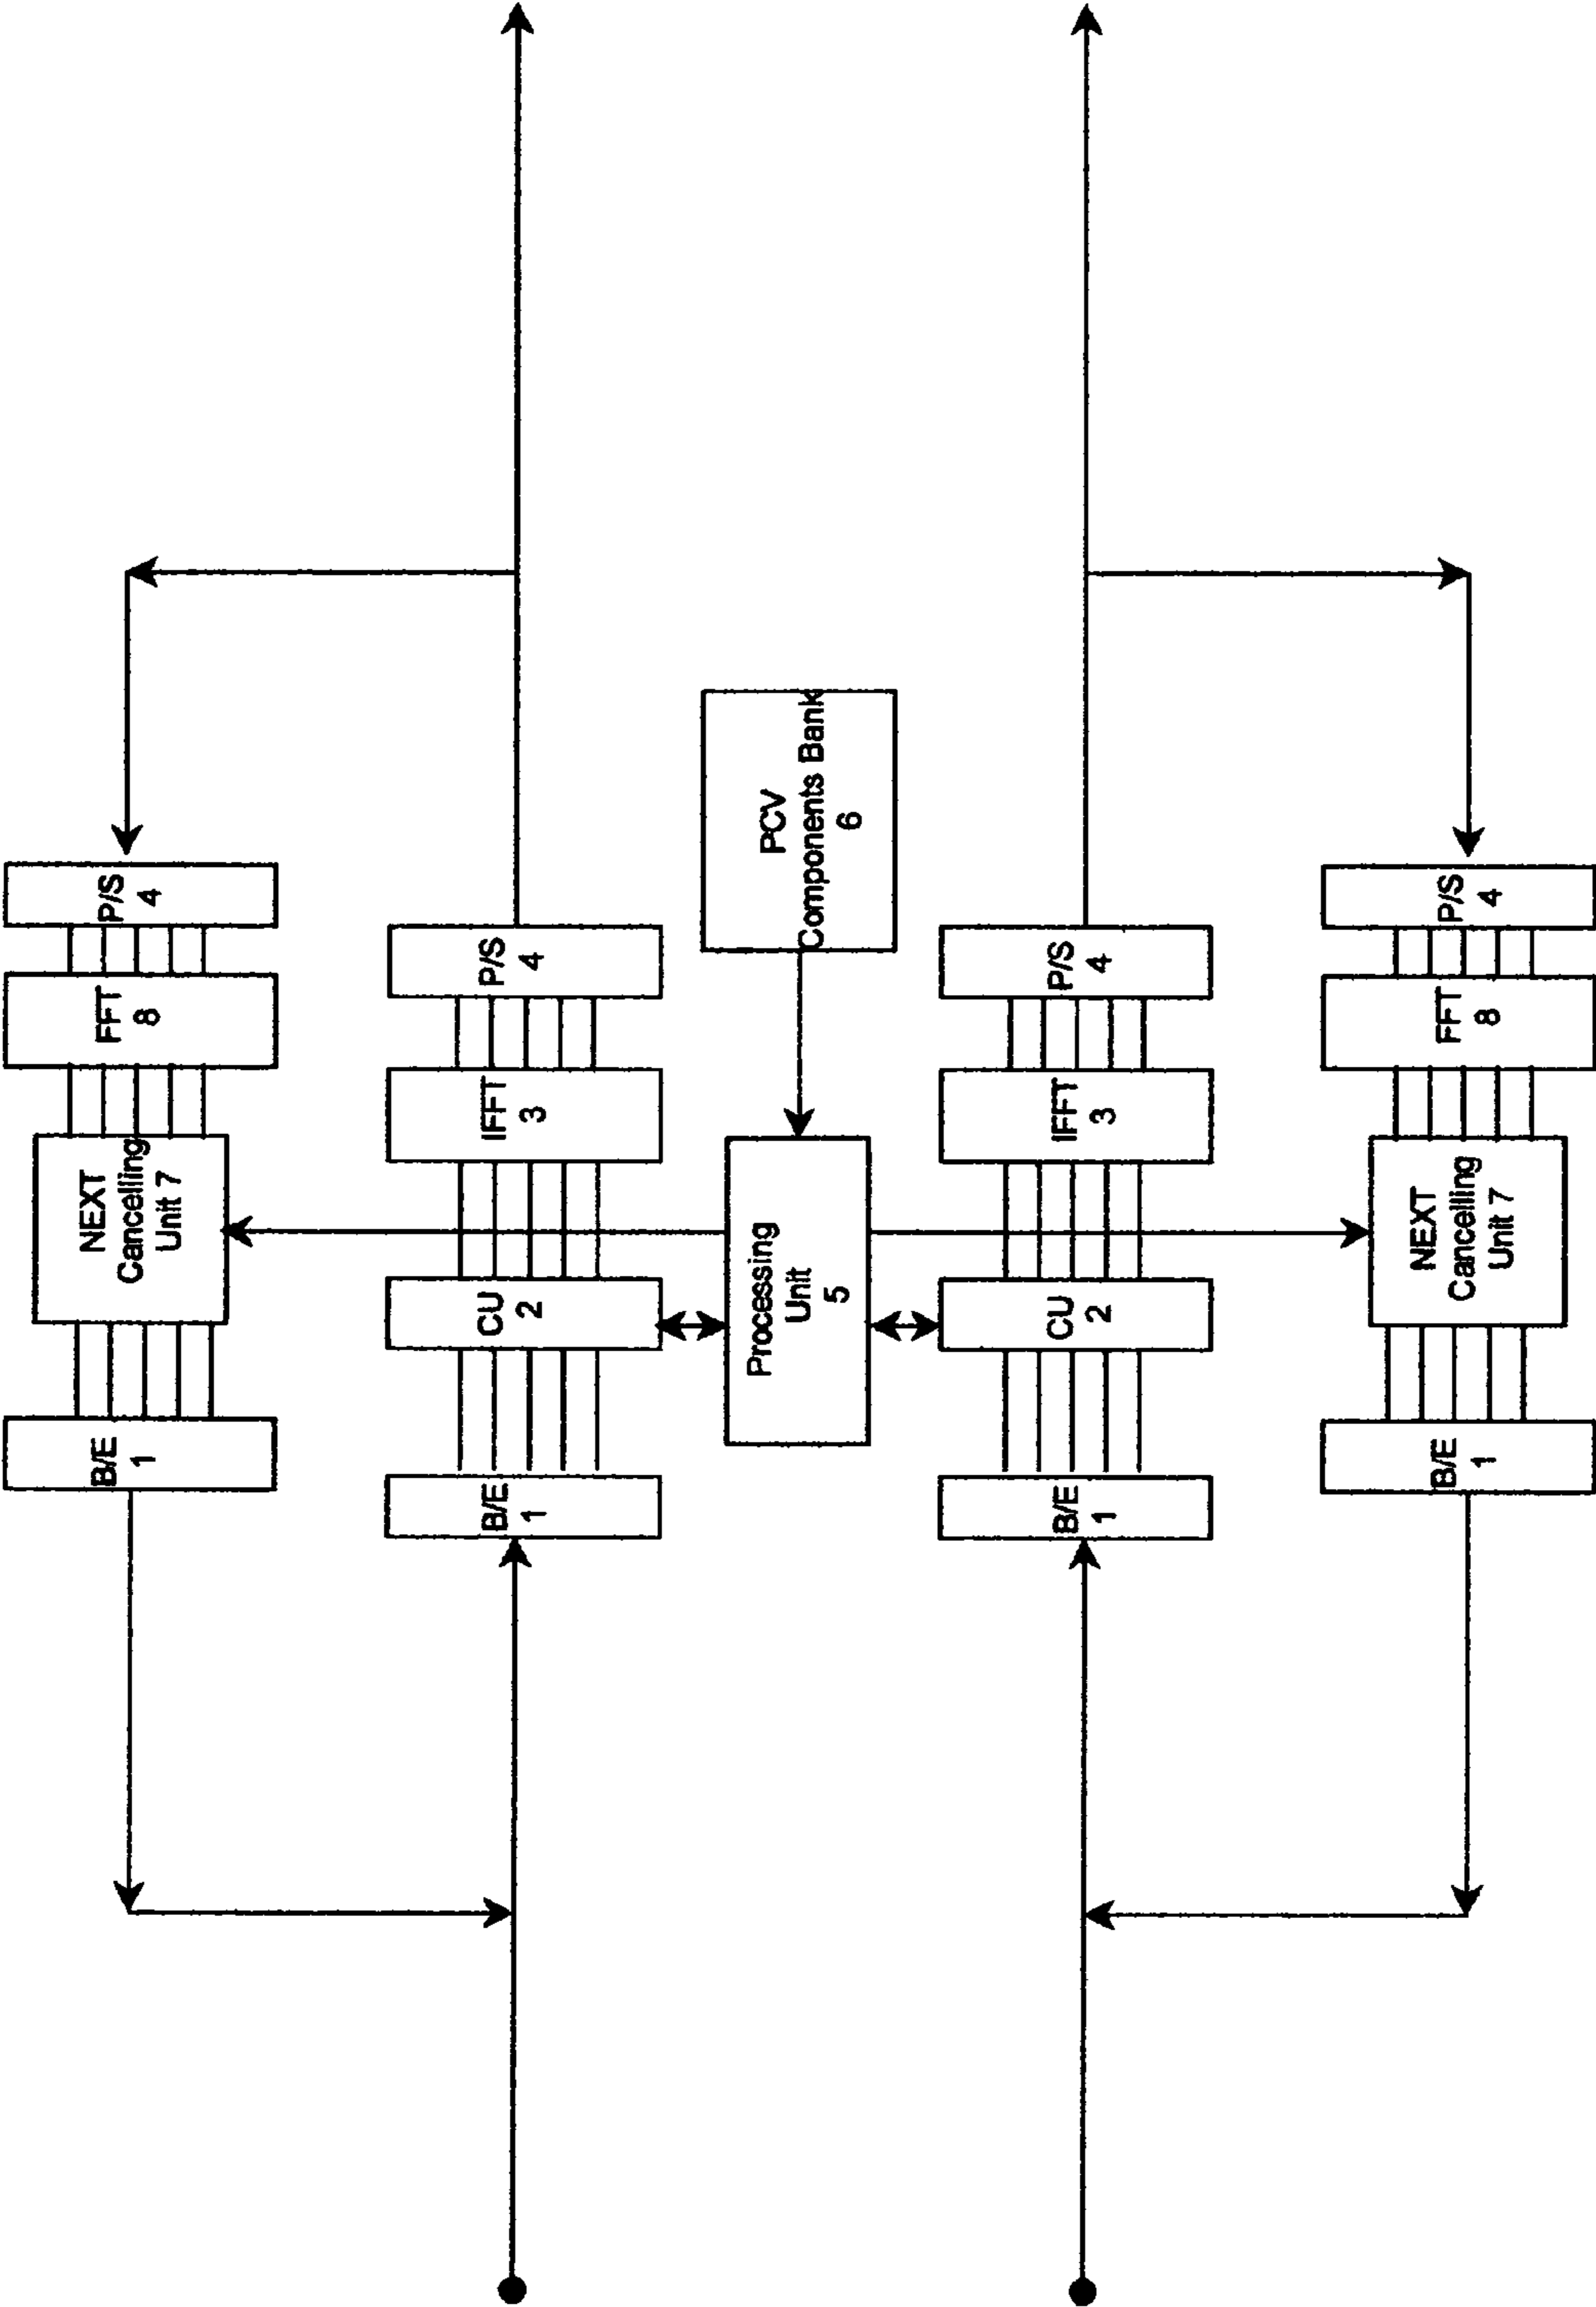 B/E
1
NEXT
Cancelling
Unit 7
FFT
8
P/S
4
B/E
1
CU
2
IFFT
3
P/S
4
Processing
Unit
5
PCV
Components Bank
6
B/E
1
CU
2
IFFT
3
P/S
4
B/E
1
NEXT
Cancelling
Unit 7
FFT
8
P/S
4